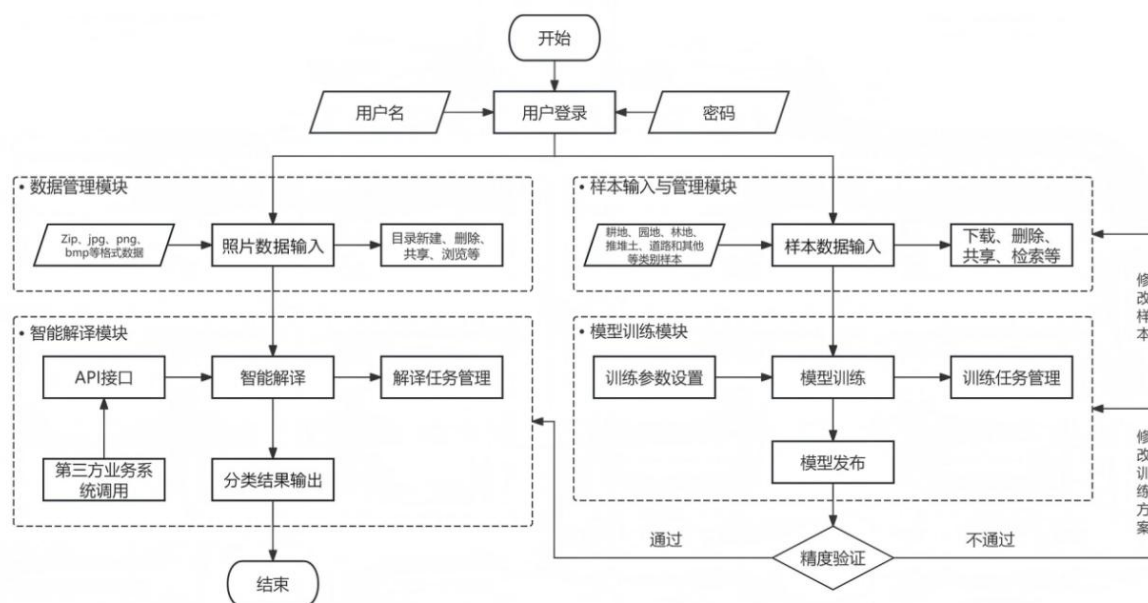 开始
用户名
用户登录
密码
• 数据管理模块
Zip、jpg、png、
bmp等格式数据
照片数据输入
目录新建、删除、
共享、浏览等
• 样本输入与管理模块
耕地、园地、林地、
推堆土、道路和其他
等类别样本
样本数据输入
下载、删除、
共享、检索等
修
改
样
本
• 智能解译模块
API接口
智能解译
解译任务管理
第三方业务系
统调用
分类结果输出
• 模型训练模块
训练参数设置
模型训练
训练任务管理
模型发布
修
改
训
练
方
案
通过
精度验证
不通过
结束